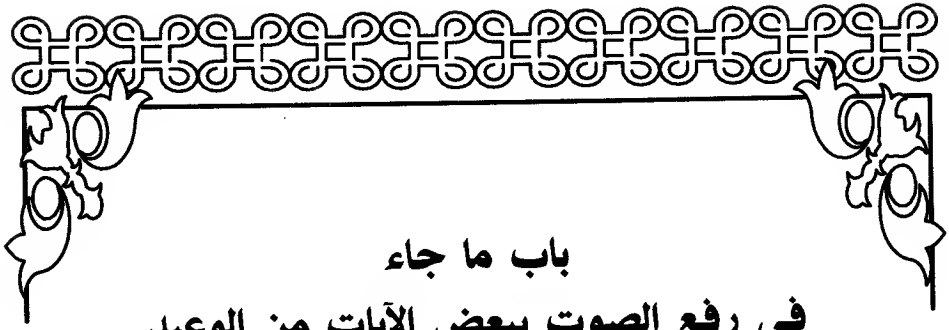 باب ما جاء
في رفع الصوت ببعض الآيات من الوعيد